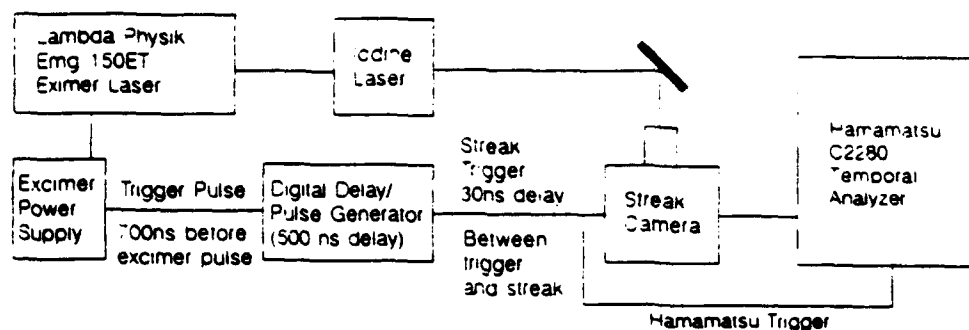 Lambda Physik
Emg 150ET
Eximer Laser
Iodine
Laser
Hamamatsu
C2280
Temporal
Analyzer
Excimer
Power
Supply
Trigger Pulse
700ns before
excimer pulse
Digital Delay/
Pulse Generator
(500 ns delay)
Streak
Trigger
30ns delay
Between
trigger
and streak
Streak
Camera
Hamamatsu Trigger